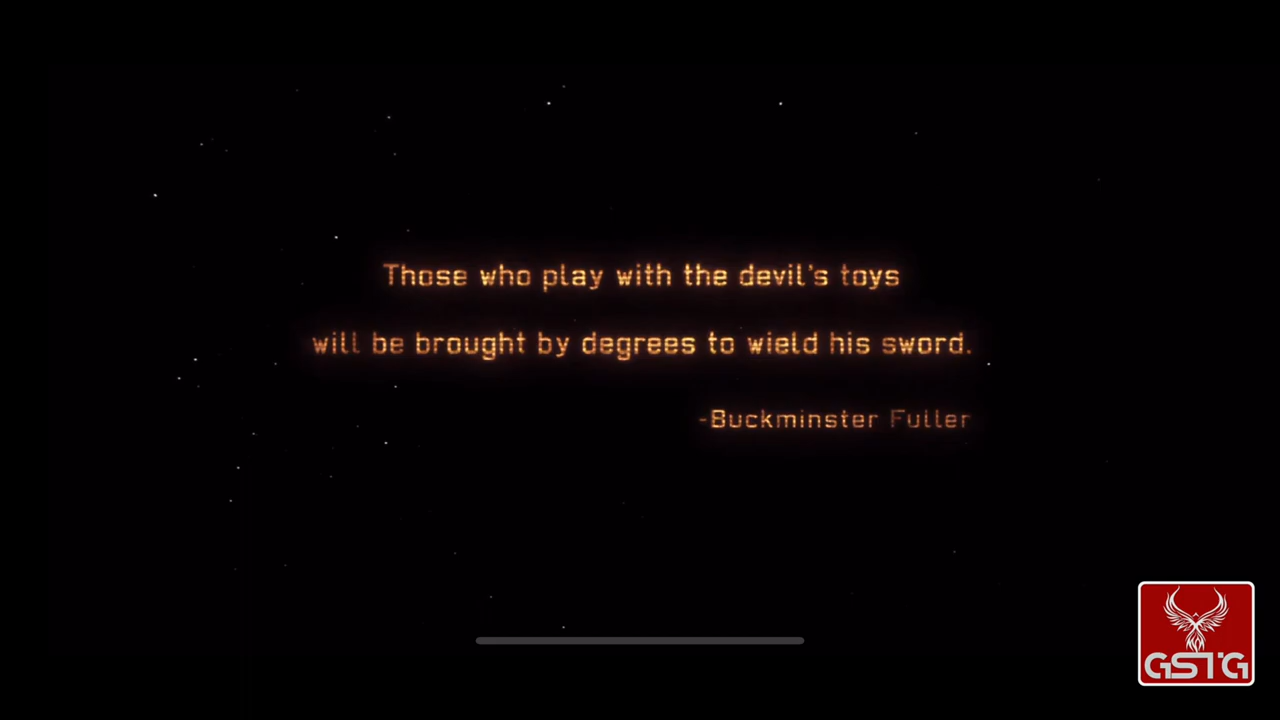 Those who play with the devil's toys
will be brought by degrees to wield his sword.
-Buckminster Fuller
GSTG